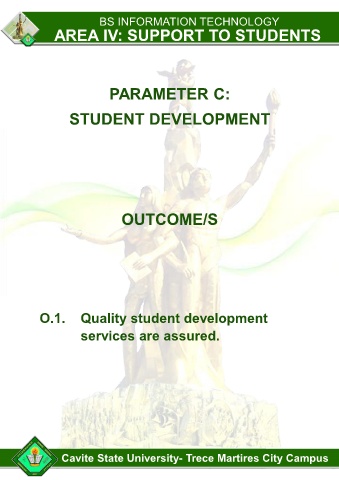 BS INFORMATION TECHNOLOGY
AREA IV: SUPPORT TO STUDENTS
PARAMETER C:
STUDENT DEVELOPMENT
OUTCOME/S
O.1. Quality student development
services are assured.
Cavite State University- Trece Martires City Campus